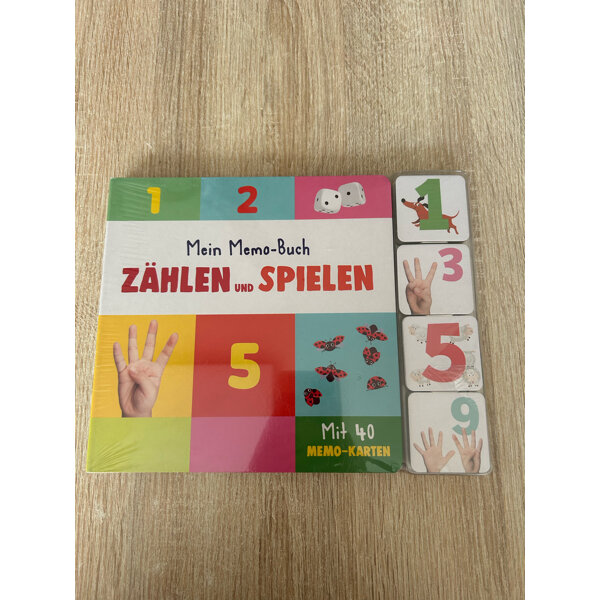 1 2
Mein Memo-Buch
ZÄHLEN UND SPIELEN
5
Mit 40
MEMO-KARTEN
1
3
5
9